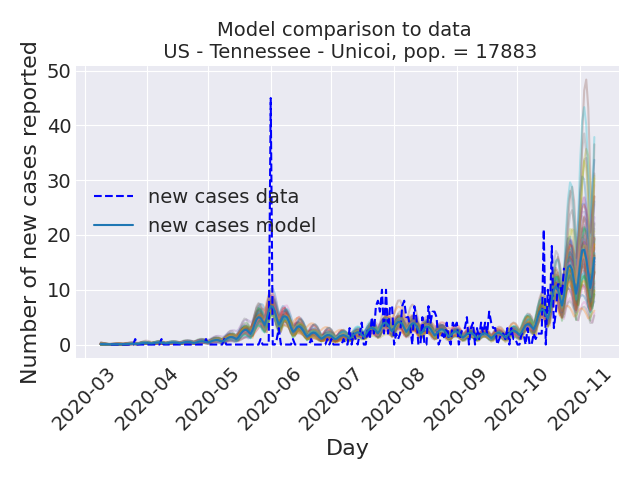 Model comparison to data
US - Tennessee - Unicoi, pop. = 17883
Number of new cases reported
50
40
30
20
10
0
new cases data
new cases model
2020-03
2020-04
2020-05
2020-06
2020-07
2020-08
2020-09
2020-10
2020-11
Day